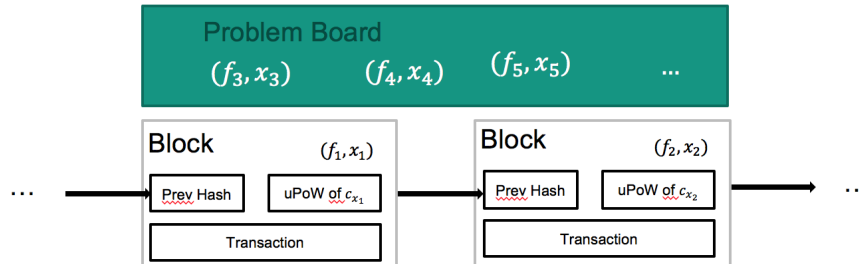 Problem Board
(f₃, x₃) (f₄, x₄) (f₅, x₅) ...
Block (f₁, x₁) Block (f₂, x₂)
... Prev Hash uPoW of cₓ₁ Prev Hash uPoW of cₓ₂ ..
Transaction Transaction